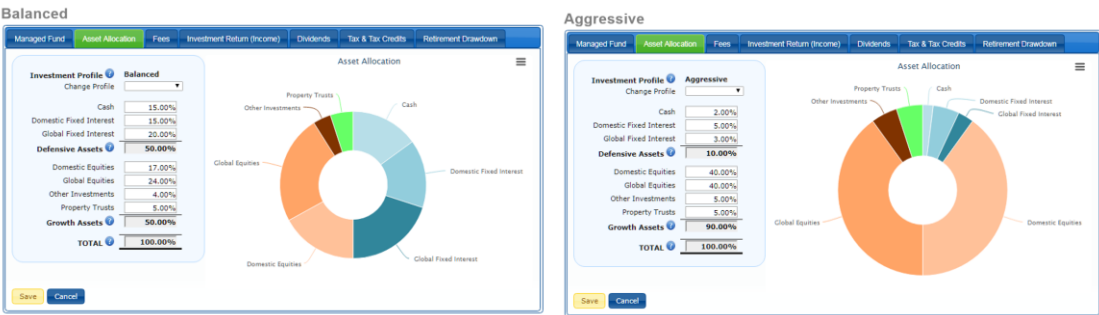 Balanced
Managed Fund Asset Allocation Fees Investment Return (Income) Dividends Tax & Tax Credits Retirement Drawdown
Investment Profile ? Balanced
Change Profile
Cash 15.00%
Domestic Fixed Interest 15.00%
Global Fixed Interest 20.00%
Defensive Assets ? 50.00%
Domestic Equities 17.00%
Global Equities 24.00%
Other Investments 4.00%
Property Trusts 5.00%
Growth Assets ? 50.00%
TOTAL ? 100.00%
Save Cancel
Asset Allocation
Property Trusts
Cash
Other Investments
Global Equities
Domestic Fixed Interest
Domestic Equities
Global Fixed Interest
Aggressive
Managed Fund Asset Allocation Fees Investment Return (Income) Dividends Tax & Tax Credits Retirement Drawdown
Investment Profile ? Aggressive
Change Profile
Cash 2.00%
Domestic Fixed Interest 5.00%
Global Fixed Interest 3.00%
Defensive Assets ? 10.00%
Domestic Equities 40.00%
Global Equities 40.00%
Other Investments 5.00%
Property Trusts 5.00%
Growth Assets ? 90.00%
TOTAL ? 100.00%
Save Cancel
Asset Allocation
Property Trusts
Cash
Other Investments
Domestic Fixed Interest
Global Fixed Interest
Global Equities
Domestic Equities